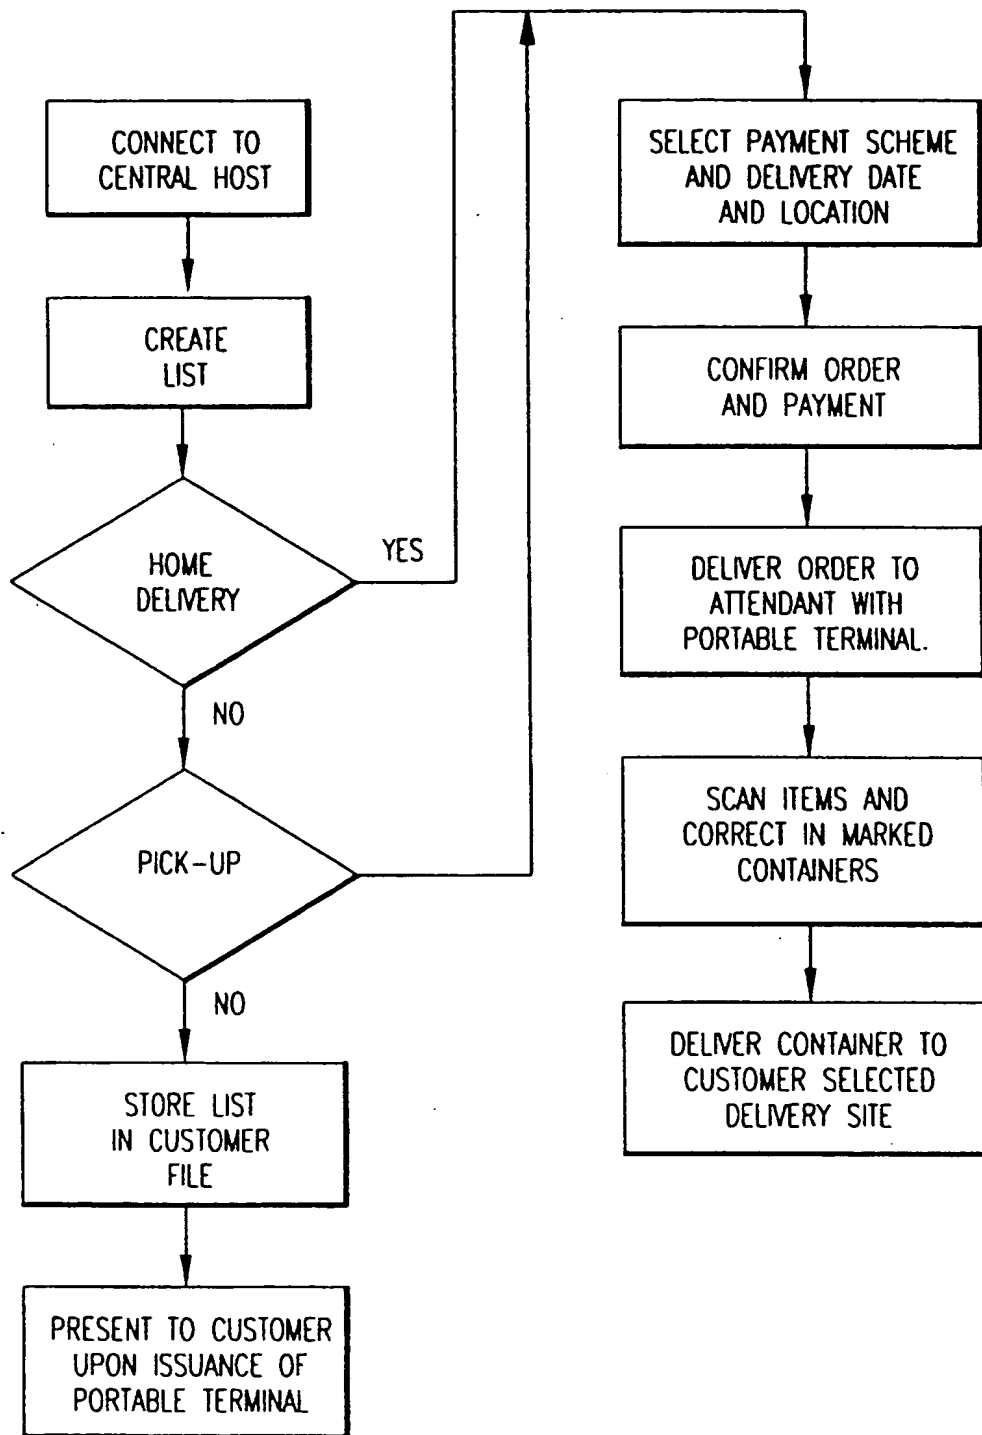 CONNECT TO
CENTRAL HOST
CREATE
LIST
HOME
DELIVERY
YES
NO
PICK-UP
NO
STORE LIST
IN CUSTOMER
FILE
PRESENT TO CUSTOMER
UPON ISSUANCE OF
PORTABLE TERMINAL
SELECT PAYMENT SCHEME
AND DELIVERY DATE
AND LOCATION
CONFIRM ORDER
AND PAYMENT
DELIVER ORDER TO
ATTENDANT WITH
PORTABLE TERMINAL.
SCAN ITEMS AND
CORRECT IN MARKED
CONTAINERS
DELIVER CONTAINER TO
CUSTOMER SELECTED
DELIVERY SITE